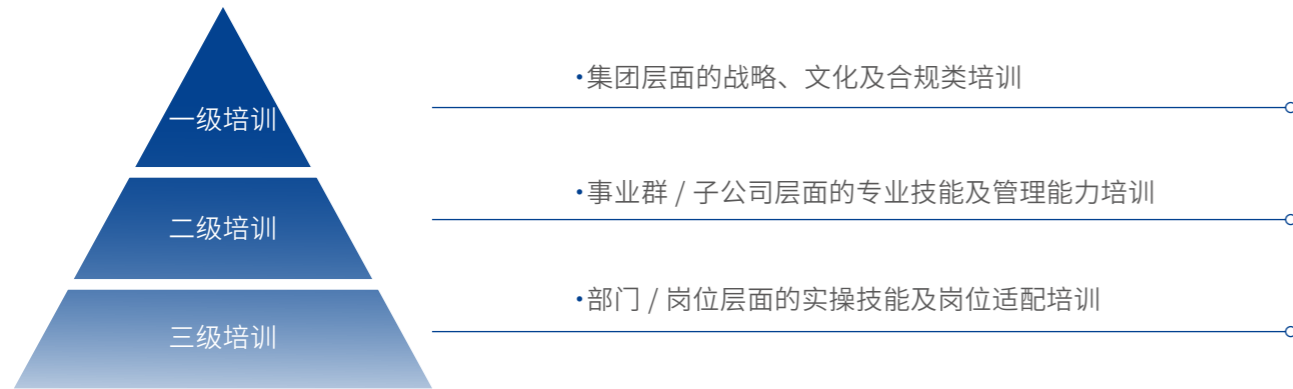 一级培训
·集团层面的战略、文化及合规类培训
二级培训
·事业群 / 子公司层面的专业技能及管理能力培训
三级培训
·部门 / 岗位层面的实操技能及岗位适配培训